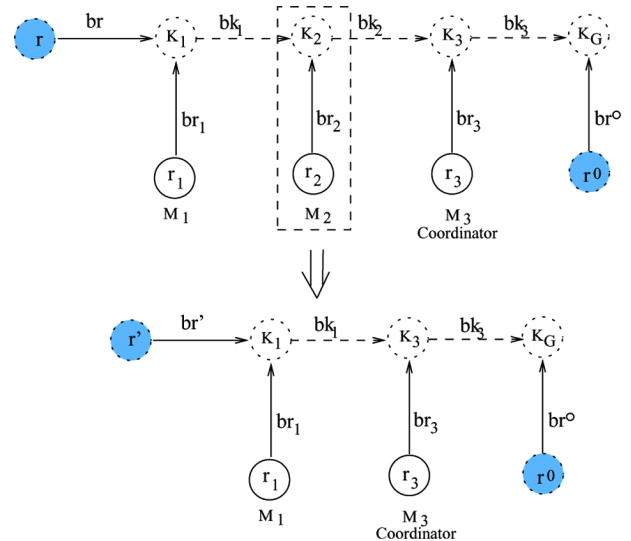 r br K1 bk1 K2 bk2 K3 bk3 KG
br1 br2 br3 br°
r1 r2 r3 r0
M1 M2 M3
Coordinator
r' br' K1 bk1 K3 bk3 KG
br1 br3 br°
r1 r3 r0
M1 M3
Coordinator